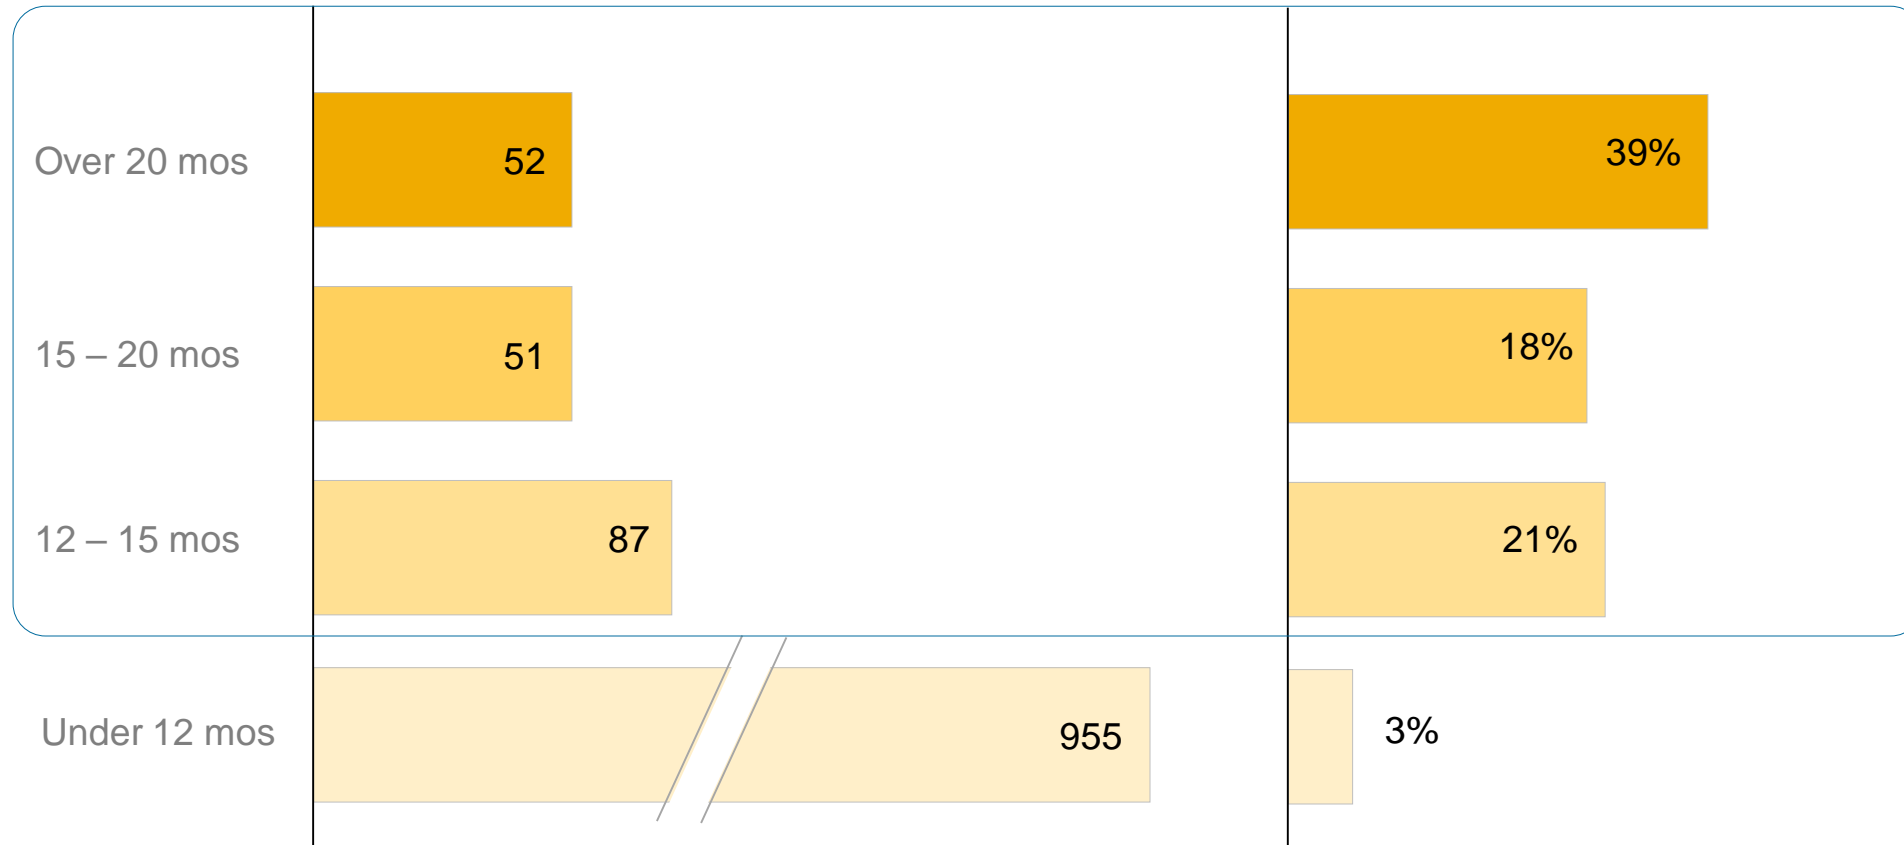 Over 20 mos 52 39%
15 – 20 mos 51 18%
12 – 15 mos 87 21%
Under 12 mos 955 3%